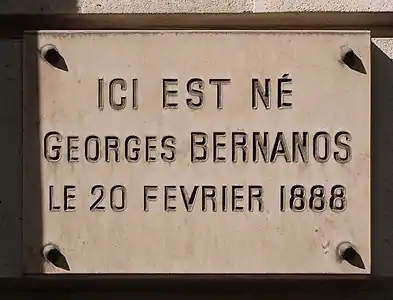 ICI EST NÉ
GEORGES BERNANOS
LE 20 FEVRIER 1888